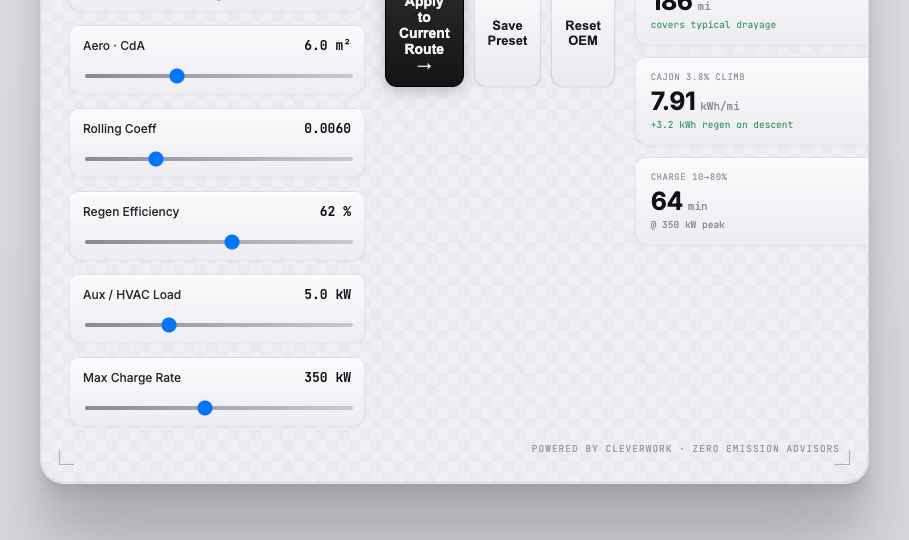 Aero · CdA 6.0 m²
Rolling Coeff 0.0060
Regen Efficiency 62 %
Aux / HVAC Load 5.0 kW
Max Charge Rate 350 kW
Apply
to
Current
Route
→
Save
Preset
Reset
OEM
186 mi
covers typical drayage
CAJON 3.8% CLIMB
7.91 kWh/mi
+3.2 kWh regen on descent
CHARGE 10→80%
64 min
@ 350 kW peak
POWERED BY CLEVERWORK · ZERO EMISSION ADVISORS